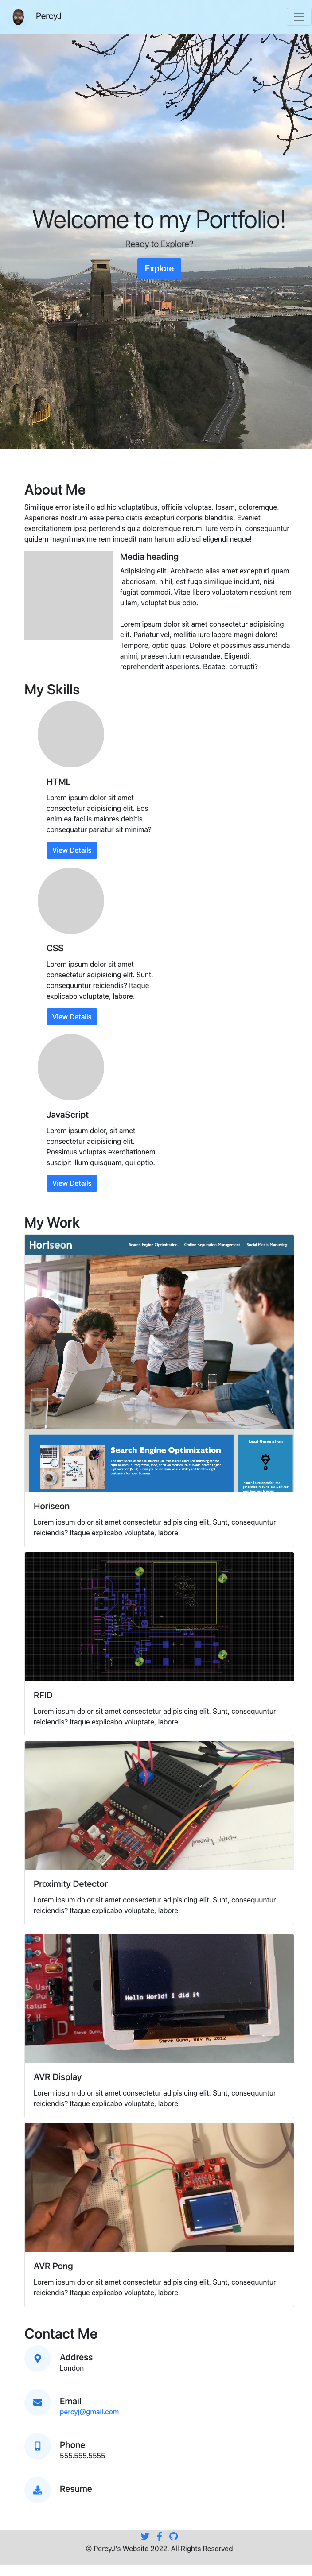 PercyJ
Welcome to my Portfolio!
Ready to Explore?
Explore
About Me
Similique error iste illo ad hic voluptatibus, officiis voluptas. Ipsam, doloremque.
Asperiores nostrum esse perspiciatis excepturi corporis blanditiis. Eveniet
exercitationem ipsa perferendis quia doloremque rerum. Iure vero in, consequuntur
quidem magni maxime rem impedit nam harum adipisci eligendi neque!
Media heading
Adipisicing elit. Architecto alias amet excepturi quam
laboriosam, nihil, est fuga similique incidunt, nisi
fugiat commodi. Vitae libero voluptatem nesciunt rem
ullam, voluptatibus odio.
Lorem ipsum dolor sit amet consectetur adipisicing
elit. Pariatur vel, mollitia iure labore magni dolore!
Tempore, optio quas. Dolore et possimus assumenda
animi, praesentium recusandae. Eligendi,
reprehenderit asperiores. Beatae, corrupti?
My Skills
HTML
Lorem ipsum dolor sit amet
consectetur adipisicing elit. Eos
enim ea facilis maiores debitis
consequatur pariatur sit minima?
View Details
CSS
Lorem ipsum dolor sit amet
consectetur adipisicing elit. Sunt,
consequuntur reiciendis? Itaque
explicabo voluptate, labore.
View Details
JavaScript
Lorem ipsum dolor, sit amet
consectetur adipisicing elit.
Possimus voluptas exercitationem
suscipit illum quisquam, qui optio.
View Details
My Work
Horiseon
Search Engine Optimization Online Reputation Management Social Media Marketing!
Search Engine Optimization
Lead Generation
Horiseon
Lorem ipsum dolor sit amet consectetur adipisicing elit. Sunt, consequuntur
reiciendis? Itaque explicabo voluptate, labore.
RFID
Lorem ipsum dolor sit amet consectetur adipisicing elit. Sunt, consequuntur
reiciendis? Itaque explicabo voluptate, labore.
proximity detector
Proximity Detector
Lorem ipsum dolor sit amet consectetur adipisicing elit. Sunt, consequuntur
reiciendis? Itaque explicabo voluptate, labore.
Hello World! I did it
AVR Display
Lorem ipsum dolor sit amet consectetur adipisicing elit. Sunt, consequuntur
reiciendis? Itaque explicabo voluptate, labore.
AVR Pong
Lorem ipsum dolor sit amet consectetur adipisicing elit. Sunt, consequuntur
reiciendis? Itaque explicabo voluptate, labore.
Contact Me
Address
London
Email
percyj@gmail.com
Phone
555.555.5555
Resume
© PercyJ's Website 2022. All Rights Reserved